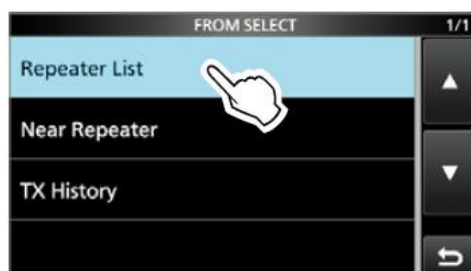 FROM SELECT 1/1
Repeater List
Near Repeater
TX History